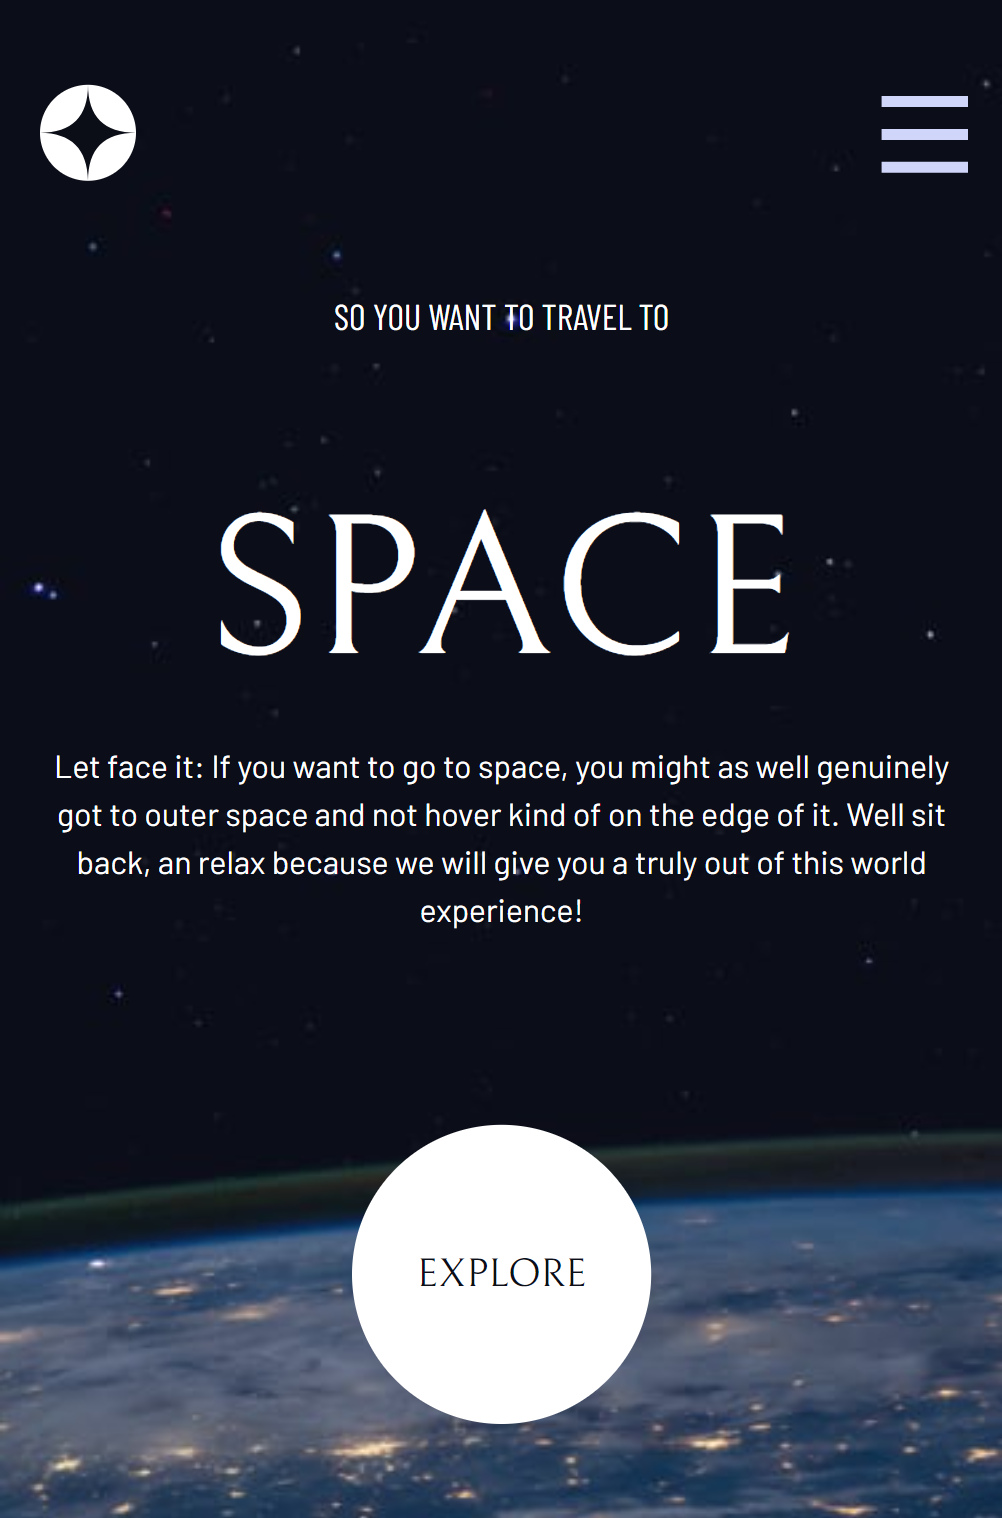 SO YOU WANT TO TRAVEL TO
SPACE
Let face it: If you want to go to space, you might as well genuinely
got to outer space and not hover kind of on the edge of it. Well sit
back, an relax because we will give you a truly out of this world
experience!
EXPLORE